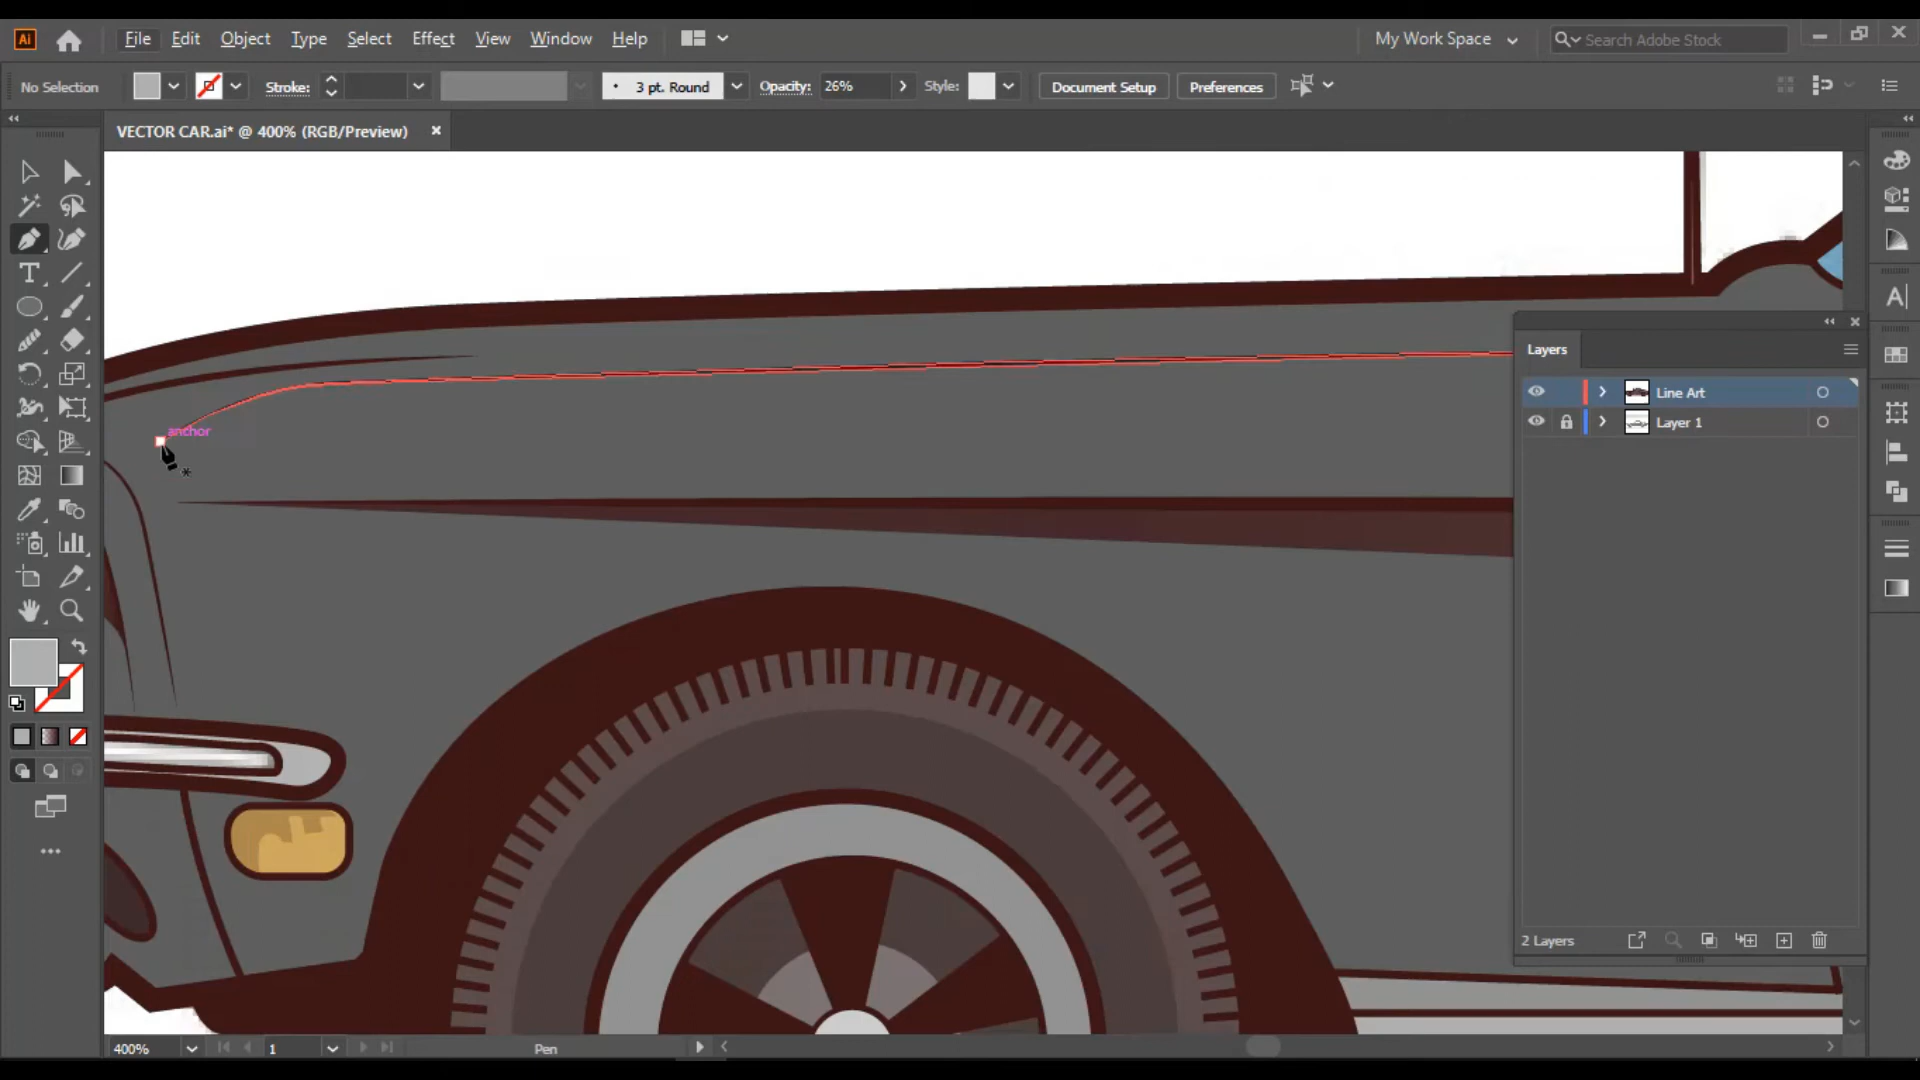 Ai File Edit Object Type Select Effect View Window Help My Work Space Search Adobe Stock
No Selection Stroke: 3 pt. Round Opacity: 26% Style: Document Setup Preferences
VECTOR CAR.ai* @ 400% (RGB/Preview)
Layers
Line Art
Layer 1
anchor
2 Layers
400% 1 Pen